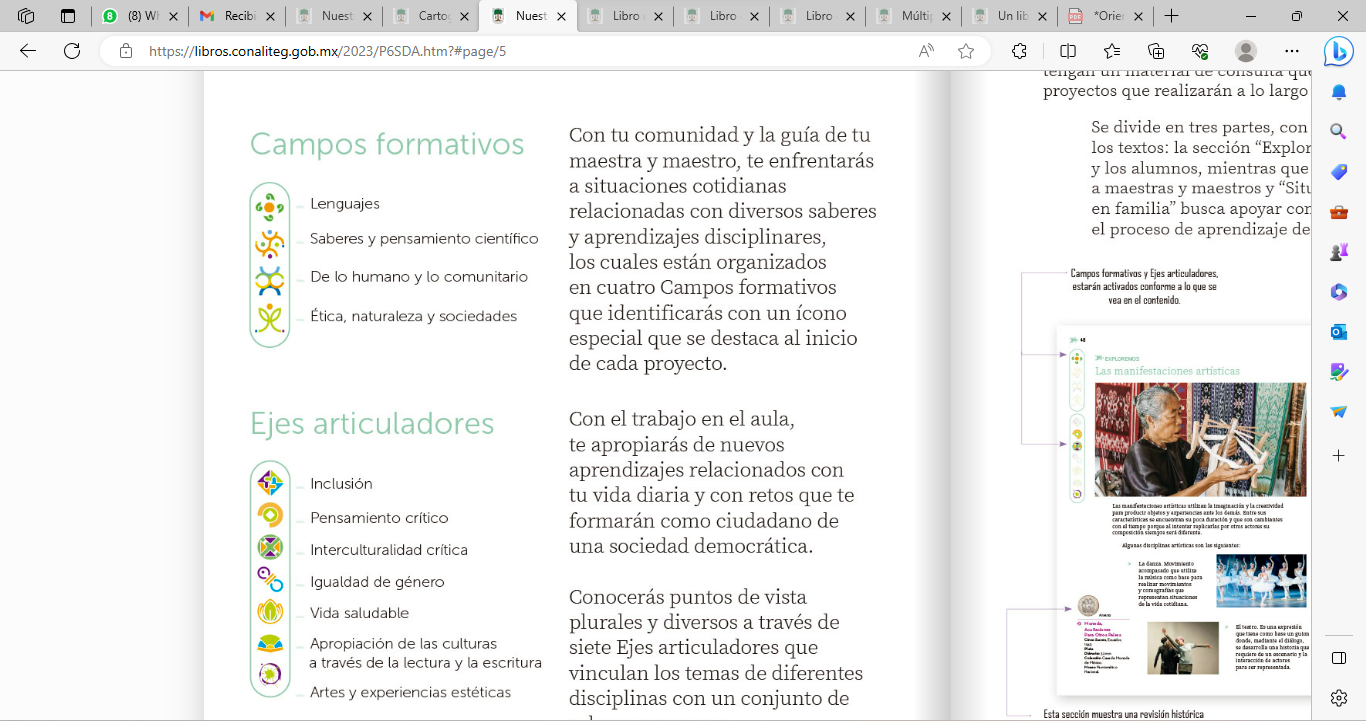 8
(8) Wh
Recibi
Nuest
Cartog
Nuest
Libro
Libro
Libro
Múltip
Un lib
*Orier
https://libros.conaliteg.gob.mx/2023/P6SDA.htm?#page/5
Campos formativos
Lenguajes
Saberes y pensamiento científico
De lo humano y lo comunitario
Ética, naturaleza y sociedades
Con tu comunidad y la guía de tu
maestra y maestro, te enfrentarás
a situaciones cotidianas
relacionadas con diversos saberes
y aprendizajes disciplinares,
los cuales están organizados
en cuatro Campos formativos
que identificarás con un ícono
especial que se destaca al inicio
de cada proyecto.
Ejes articuladores
Inclusión
Pensamiento crítico
Interculturalidad crítica
Igualdad de género
Vida saludable
Apropiación de las culturas
a través de la lectura y la escritura
Artes y experiencias estéticas
Con el trabajo en el aula,
te apropiarás de nuevos
aprendizajes relacionados con
tu vida diaria y con retos que te
formarán como ciudadano de
una sociedad democrática.
Conocerás puntos de vista
plurales y diversos a través de
siete Ejes articuladores que
vinculan los temas de diferentes
disciplinas con un conjunto de
tengan un material de consulta que
proyectos que realizarán a lo largo
Se divide en tres partes, con
los textos: la sección “Explor
y los alumnos, mientras que
a maestras y maestros y “Situ
en familia” busca apoyar con
el proceso de aprendizaje de
Campos formativos y Ejes articuladores,
estarán activados conforme a lo que se
vea en el contenido.
48
EXPLOREMOS
Las manifestaciones artísticas
Las manifestaciones artísticas utilizan la imaginación y la creatividad
para producir objetos y experiencias ante los demás. Entre sus
características se encuentran su poca duración y que son cambiantes
con el tiempo porque al intentar replicarlas por otros actores su
composición siempre será diferente.
Algunas disciplinas artísticas son las siguientes:
La danza. Movimiento
acompasado que utiliza
la música como base para
realizar movimientos
y coreografías que
representan situaciones
de la vida cotidiana.
El teatro. Es una expresión
que tiene como base un guion
donde, mediante el diálogo,
se desarrolla una historia que
requiere de un escenario y la
interacción de actores
para ser representada.
Moneda,
Esta sección muestra una revisión histórica